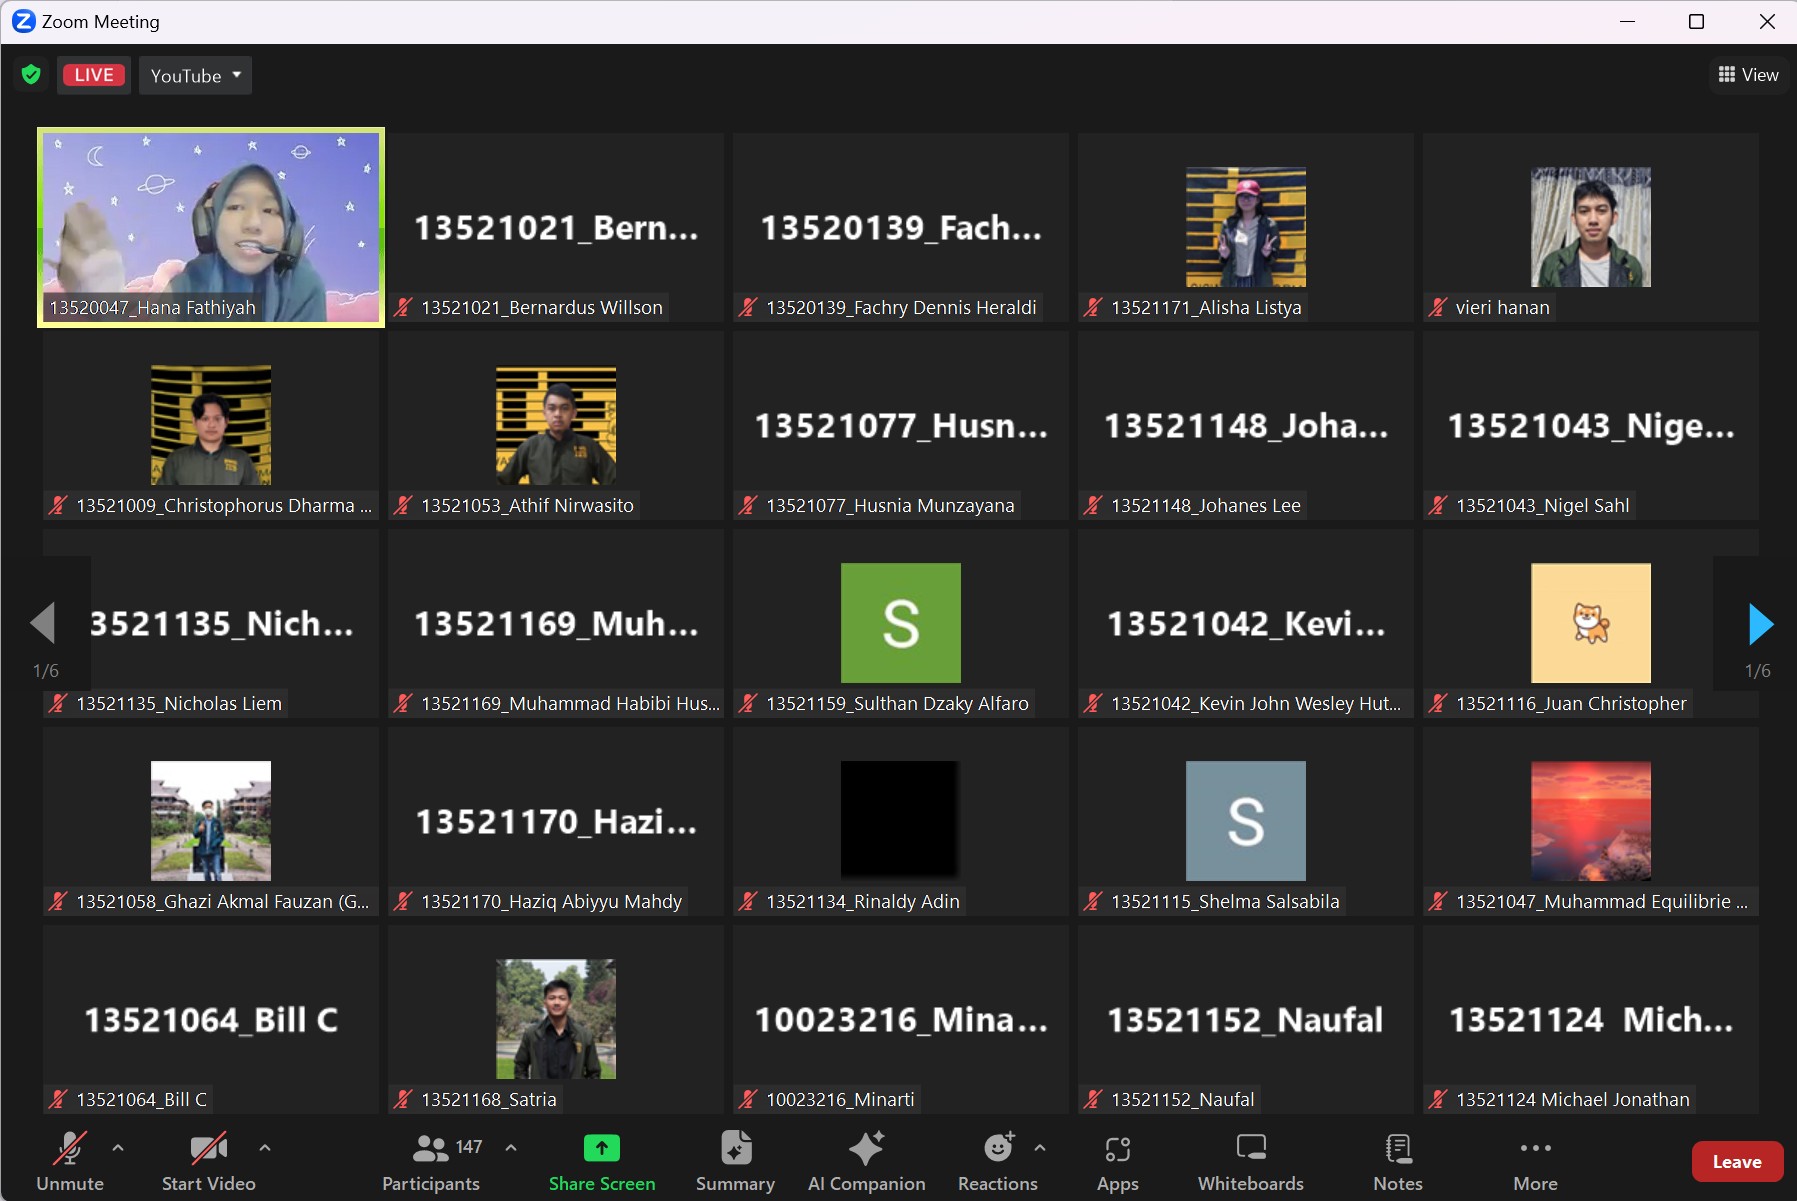 Zoom Meeting
LIVE
YouTube
View
13520047_Hana Fathiyah
13521021_Bern...
13521021_Bernardus Willson
13520139_Fach...
13520139_Fachry Dennis Heraldi
13521171_Alisha Listya
vieri hanan
13521009_Christophorus Dharma ...
13521053_Athif Nirwasito
13521077_Husn...
13521077_Husnia Munzayana
13521148_Joha...
13521148_Johanes Lee
13521043_Nige...
13521043_Nigel Sahl
3521135_Nich...
13521135_Nicholas Liem
13521169_Muh...
13521169_Muhammad Habibi Hus...
S
13521159_Sulthan Dzaky Alfaro
13521042_Kevi...
13521042_Kevin John Wesley Hut...
13521116_Juan Christopher
1/6
1/6
13521058_Ghazi Akmal Fauzan (G...
13521170_Hazi...
13521170_Haziq Abiyyu Mahdy
13521134_Rinaldy Adin
S
13521115_Shelma Salsabila
13521047_Muhammad Equilibrie ...
13521064_Bill C
13521064_Bill C
13521168_Satria
10023216_Mina...
10023216_Minarti
13521152_Naufal
13521152_Naufal
13521124 Mich...
13521124 Michael Jonathan
Unmute
Start Video
147
Participants
Share Screen
Summary
AI Companion
Reactions
Apps
Whiteboards
Notes
More
Leave